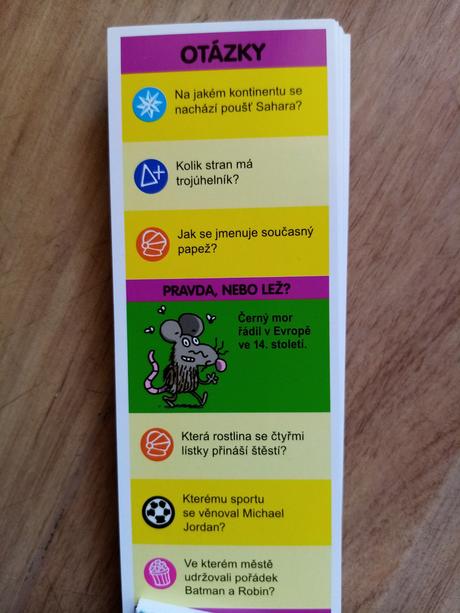 OTÁZKY
Na jakém kontinentu se
nachází poušť Sahara?
Kolik stran má
trojúhelník?
Jak se jmenuje současný
papež?
PRAVDA, NEBO LEŽ?
Černý mor
řádil v Evropě
ve 14. století.
Která rostlina se čtyřmi
lístky přináší štěstí?
Kterému sportu
se věnoval Michael
Jordan?
Ve kterém městě
udržovali pořádek
Batman a Robin?